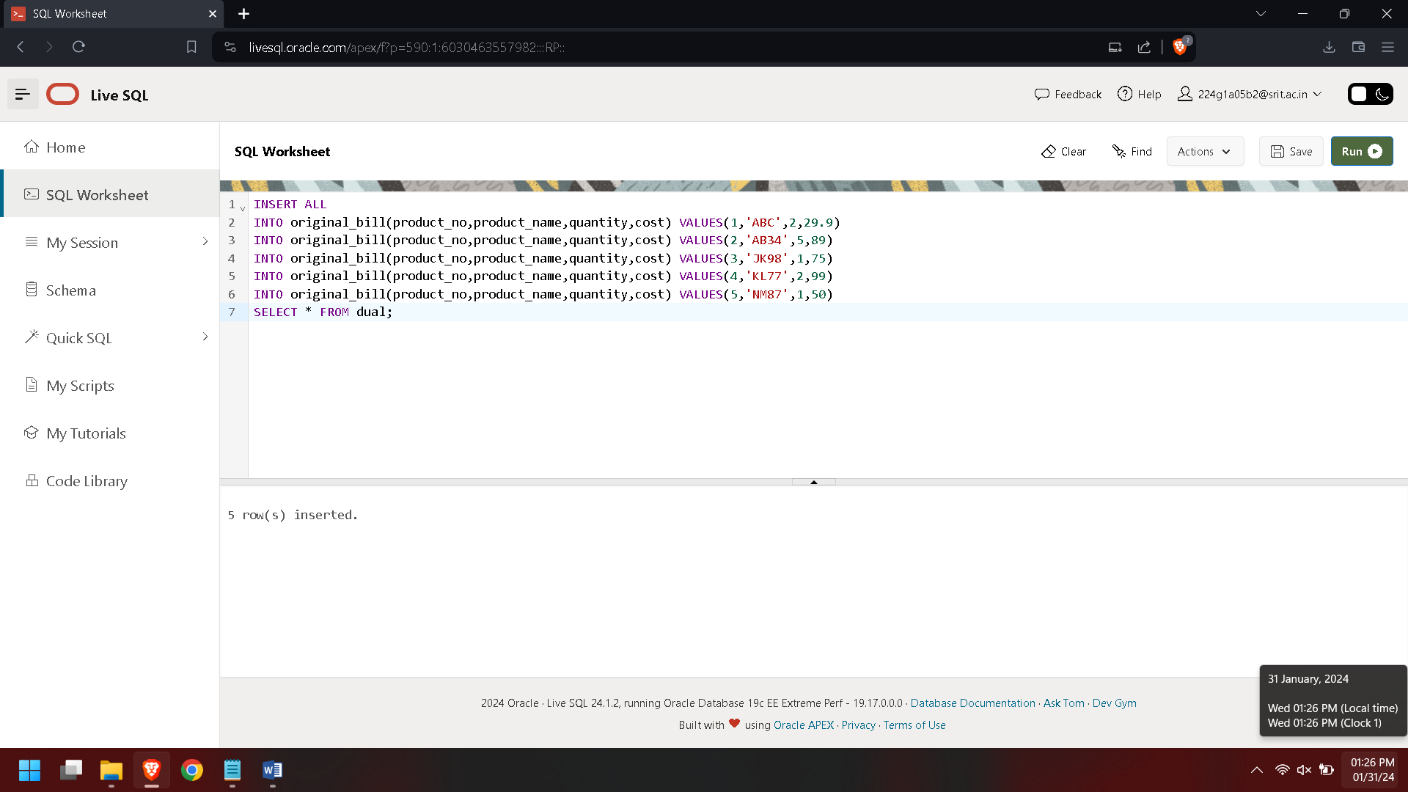 SQL Worksheet
livesql.oracle.com/apex/f?p=590:1:6030463557982:::RP::
2
Live SQL
Feedback
Help
224g1a05b2@srit.ac.in
Home
SQL Worksheet
My Session
Schema
Quick SQL
My Scripts
My Tutorials
Code Library
SQL Worksheet
Clear
Find
Actions
Save
Run
1 INSERT ALL
2 INTO original_bill(product_no,product_name,quantity,cost) VALUES(1,'ABC',2,29.9)
3 INTO original_bill(product_no,product_name,quantity,cost) VALUES(2,'AB34',5,89)
4 INTO original_bill(product_no,product_name,quantity,cost) VALUES(3,'JK98',1,75)
5 INTO original_bill(product_no,product_name,quantity,cost) VALUES(4,'KL77',2,99)
6 INTO original_bill(product_no,product_name,quantity,cost) VALUES(5,'NM87',1,50)
7 SELECT * FROM dual;
5 row(s) inserted.
2024 Oracle · Live SQL 24.1.2, running Oracle Database 19c EE Extreme Perf - 19.17.0.0.0 · Database Documentation · Ask Tom · Dev Gym
Built with ❤ using Oracle APEX · Privacy · Terms of Use
31 January, 2024
Wed 01:26 PM (Local time)
Wed 01:26 PM (Clock 1)
01:26 PM
01/31/24